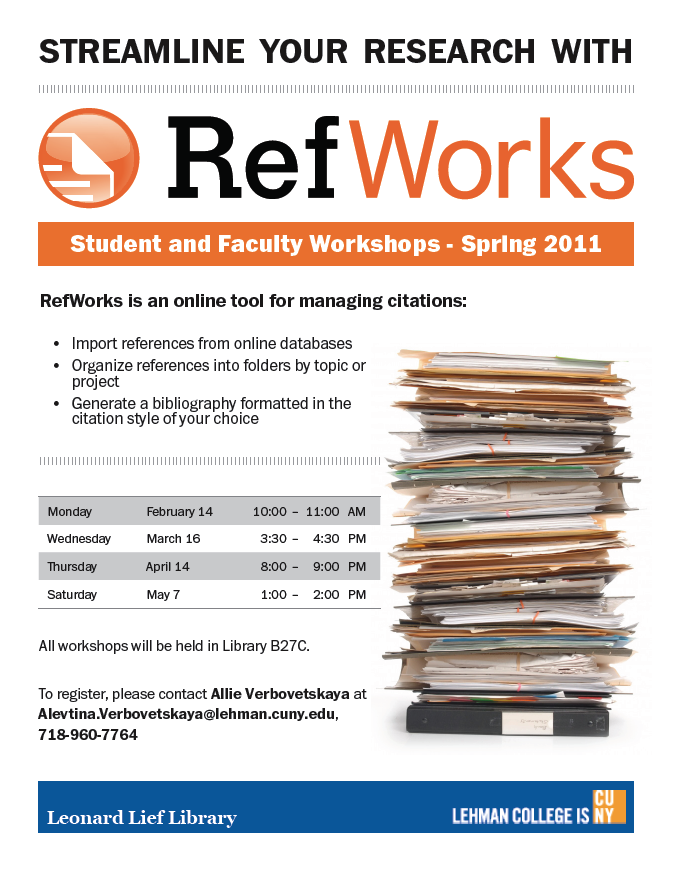 STREAMLINE YOUR RESEARCH WITH
RefWorks
Student and Faculty Workshops - Spring 2011
RefWorks is an online tool for managing citations:
• Import references from online databases
• Organize references into folders by topic or
project
• Generate a bibliography formatted in the
citation style of your choice
Monday February 14 10:00 – 11:00 AM
Wednesday March 16 3:30 – 4:30 PM
Thursday April 14 8:00 – 9:00 PM
Saturday May 7 1:00 – 2:00 PM
All workshops will be held in Library B27C.
To register, please contact Allie Verbovetskaya at
Alevtina.Verbovetskaya@lehman.cuny.edu,
718-960-7764
Leonard Lief Library
LEHMAN COLLEGE IS CUNY